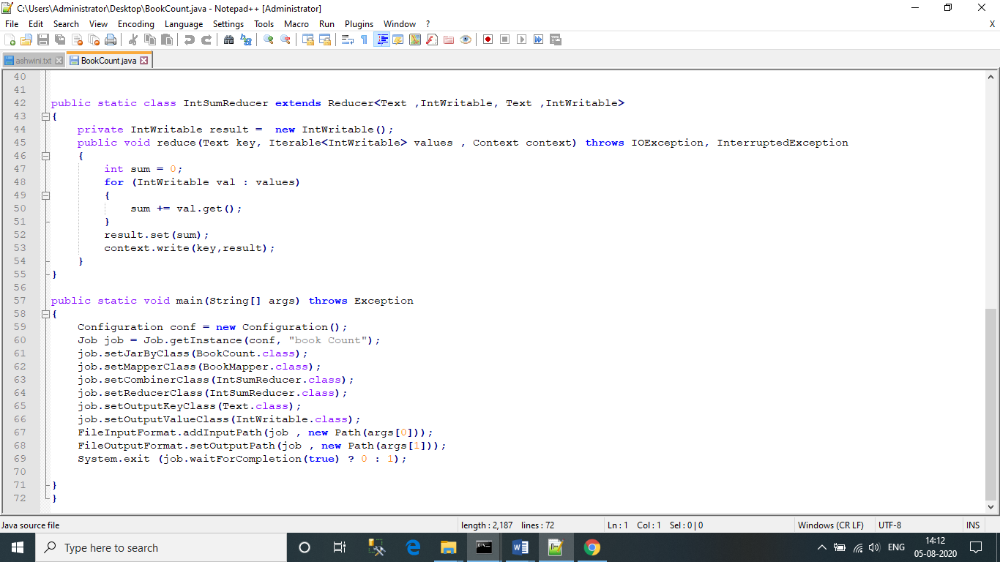 C:\Users\Administrator\Desktop\BookCount.java - Notepad++ [Administrator]
File Edit Search View Encoding Language Settings Tools Macro Run Plugins Window ? X
ashwini.txt BookCount.java
40
41
42 public static class IntSumReducer extends Reducer<Text ,IntWritable, Text ,IntWritable>
43 {
44 private IntWritable result =  new IntWritable();
45 public void reduce(Text key, Iterable<IntWritable> values , Context context) throws IOException, InterruptedException
46 {
47 int sum = 0;
48 for (IntWritable val : values)
49 {
50 sum += val.get();
51 }
52 result.set(sum);
53 context.write(key,result);
54 }
55 }
56
57 public static void main(String[] args) throws Exception
58 {
59 Configuration conf = new Configuration();
60 Job job = Job.getInstance(conf, "book Count");
61 job.setJarByClass(BookCount.class);
62 job.setMapperClass(BookMapper.class);
63 job.setCombinerClass(IntSumReducer.class);
64 job.setReducerClass(IntSumReducer.class);
65 job.setOutputKeyClass(Text.class);
66 job.setOutputValueClass(IntWritable.class);
67 FileInputFormat.addInputPath(job , new Path(args[0]));
68 FileOutputFormat.setOutputPath(job , new Path(args[1]));
69 System.exit (job.waitForCompletion(true) ? 0 : 1);
70
71 }
72 }
Java source file length : 2,187 lines : 72 Ln : 1 Col : 1 Sel : 0 | 0 Windows (CR LF) UTF-8 INS
Type here to search
ENG
14:12
05-08-2020